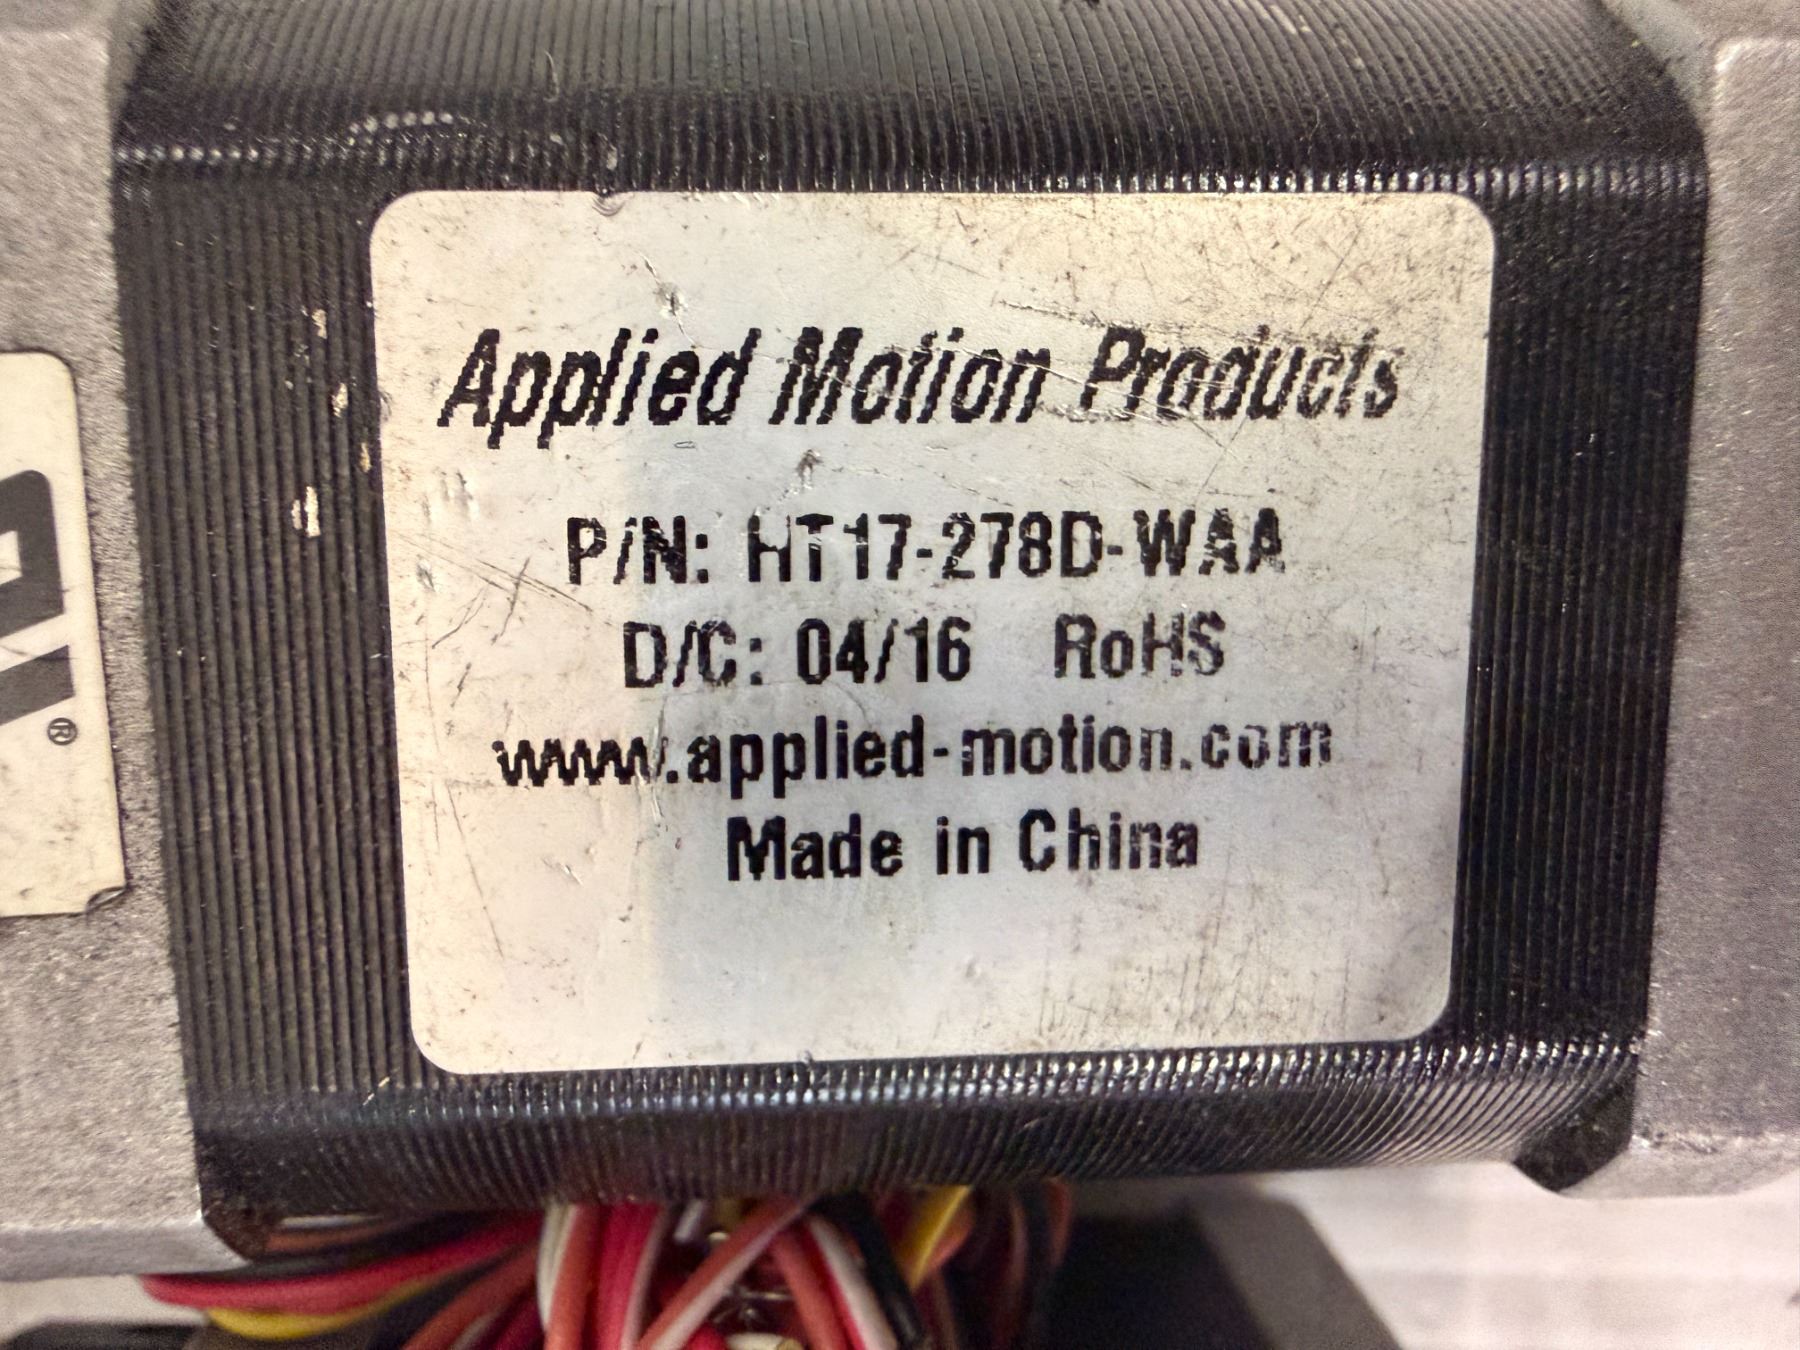 Applied Motion Products
P/N: HT17-278D-WAA
D/C: 04/16 RoHS
www.applied-motion.com
Made in China
®